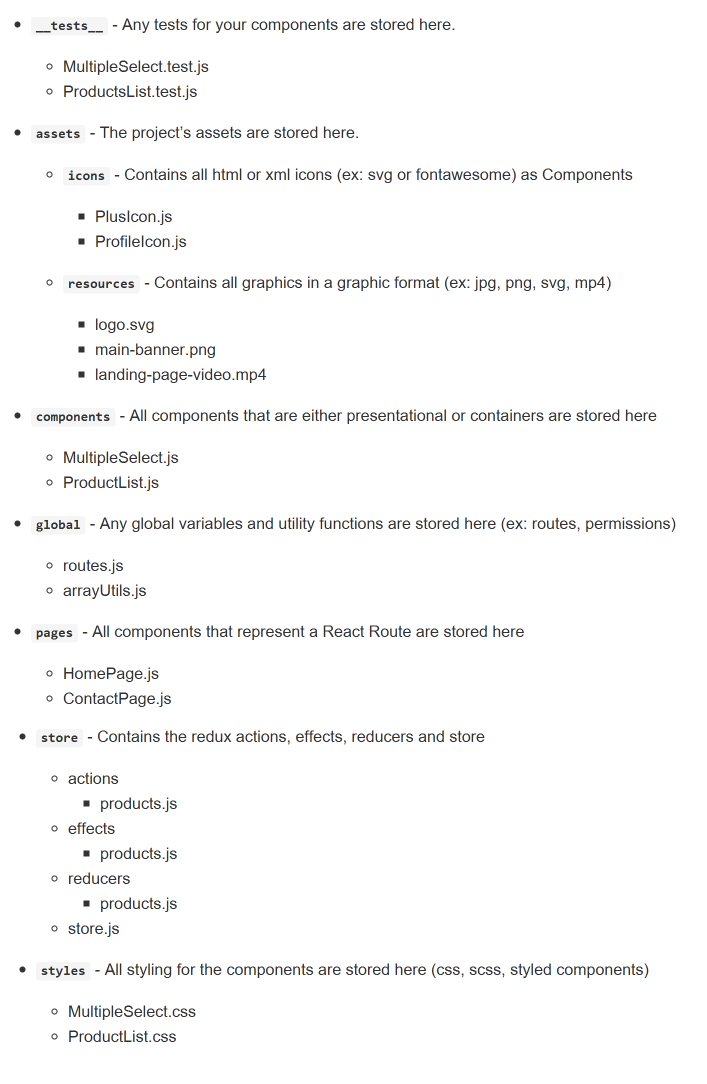 __tests__ - Any tests for your components are stored here.
MultipleSelect.test.js
ProductsList.test.js
assets - The project’s assets are stored here.
icons - Contains all html or xml icons (ex: svg or fontawesome) as Components
PlusIcon.js
ProfileIcon.js
resources - Contains all graphics in a graphic format (ex: jpg, png, svg, mp4)
logo.svg
main-banner.png
landing-page-video.mp4
components - All components that are either presentational or containers are stored here
MultipleSelect.js
ProductList.js
global - Any global variables and utility functions are stored here (ex: routes, permissions)
routes.js
arrayUtils.js
pages - All components that represent a React Route are stored here
HomePage.js
ContactPage.js
store - Contains the redux actions, effects, reducers and store
actions
products.js
effects
products.js
reducers
products.js
store.js
styles - All styling for the components are stored here (css, scss, styled components)
MultipleSelect.css
ProductList.css